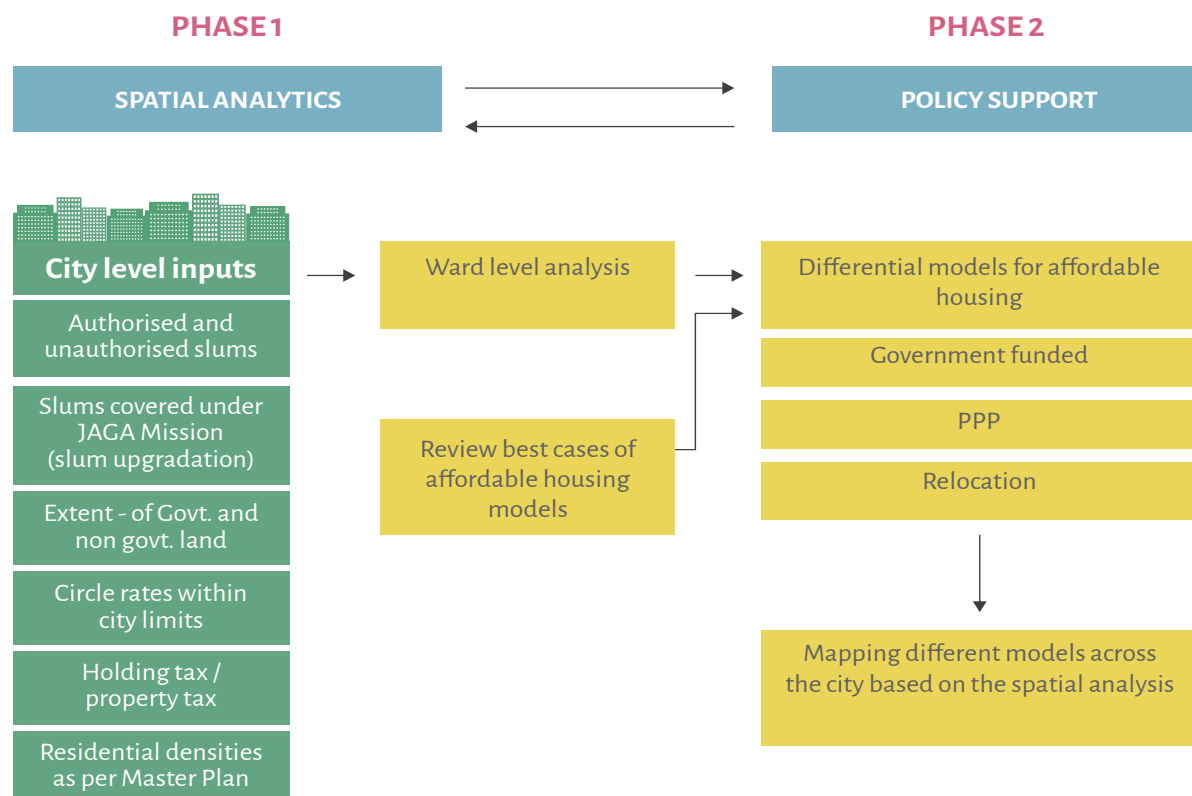 PHASE 1
PHASE 2
SPATIAL ANALYTICS
POLICY SUPPORT
City level inputs
Authorised and
unauthorised slums
Slums covered under
JAGA Mission
(slum upgradation)
Extent - of Govt. and
non govt. land
Circle rates within
city limits
Holding tax /
property tax
Residential densities
as per Master Plan
Ward level analysis
Review best cases of
affordable housing
models
Differential models for affordable
housing
Government funded
PPP
Relocation
Mapping different models across
the city based on the spatial analysis